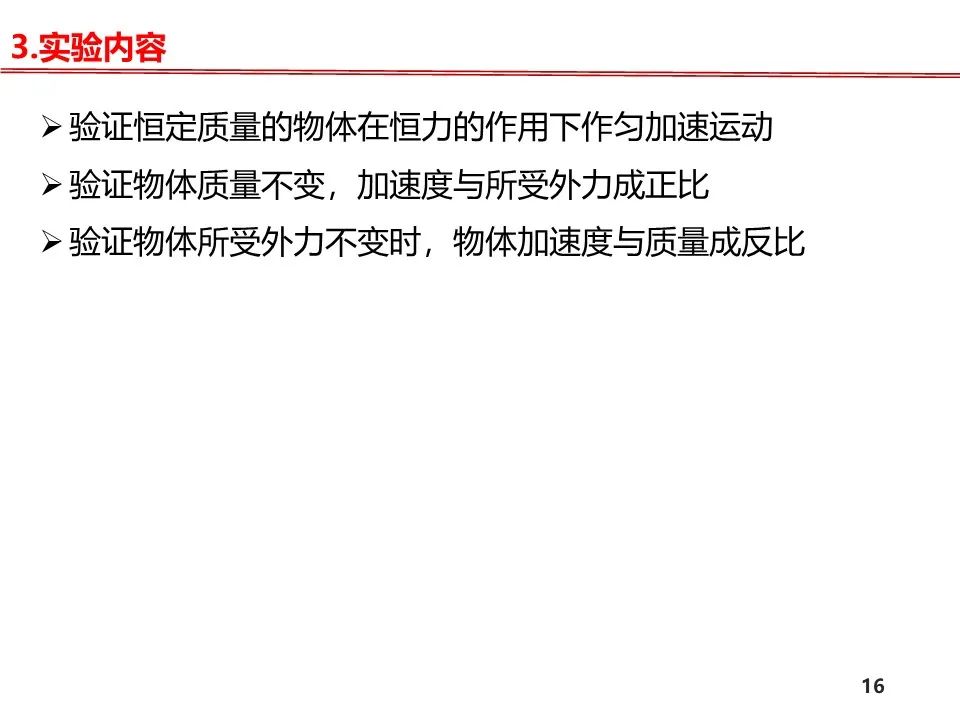 3.实验内容
➢ 验证恒定质量的物体在恒力的作用下作匀加速运动
➢ 验证物体质量不变，加速度与所受外力成正比
➢ 验证物体所受外力不变时，物体加速度与质量成反比
16